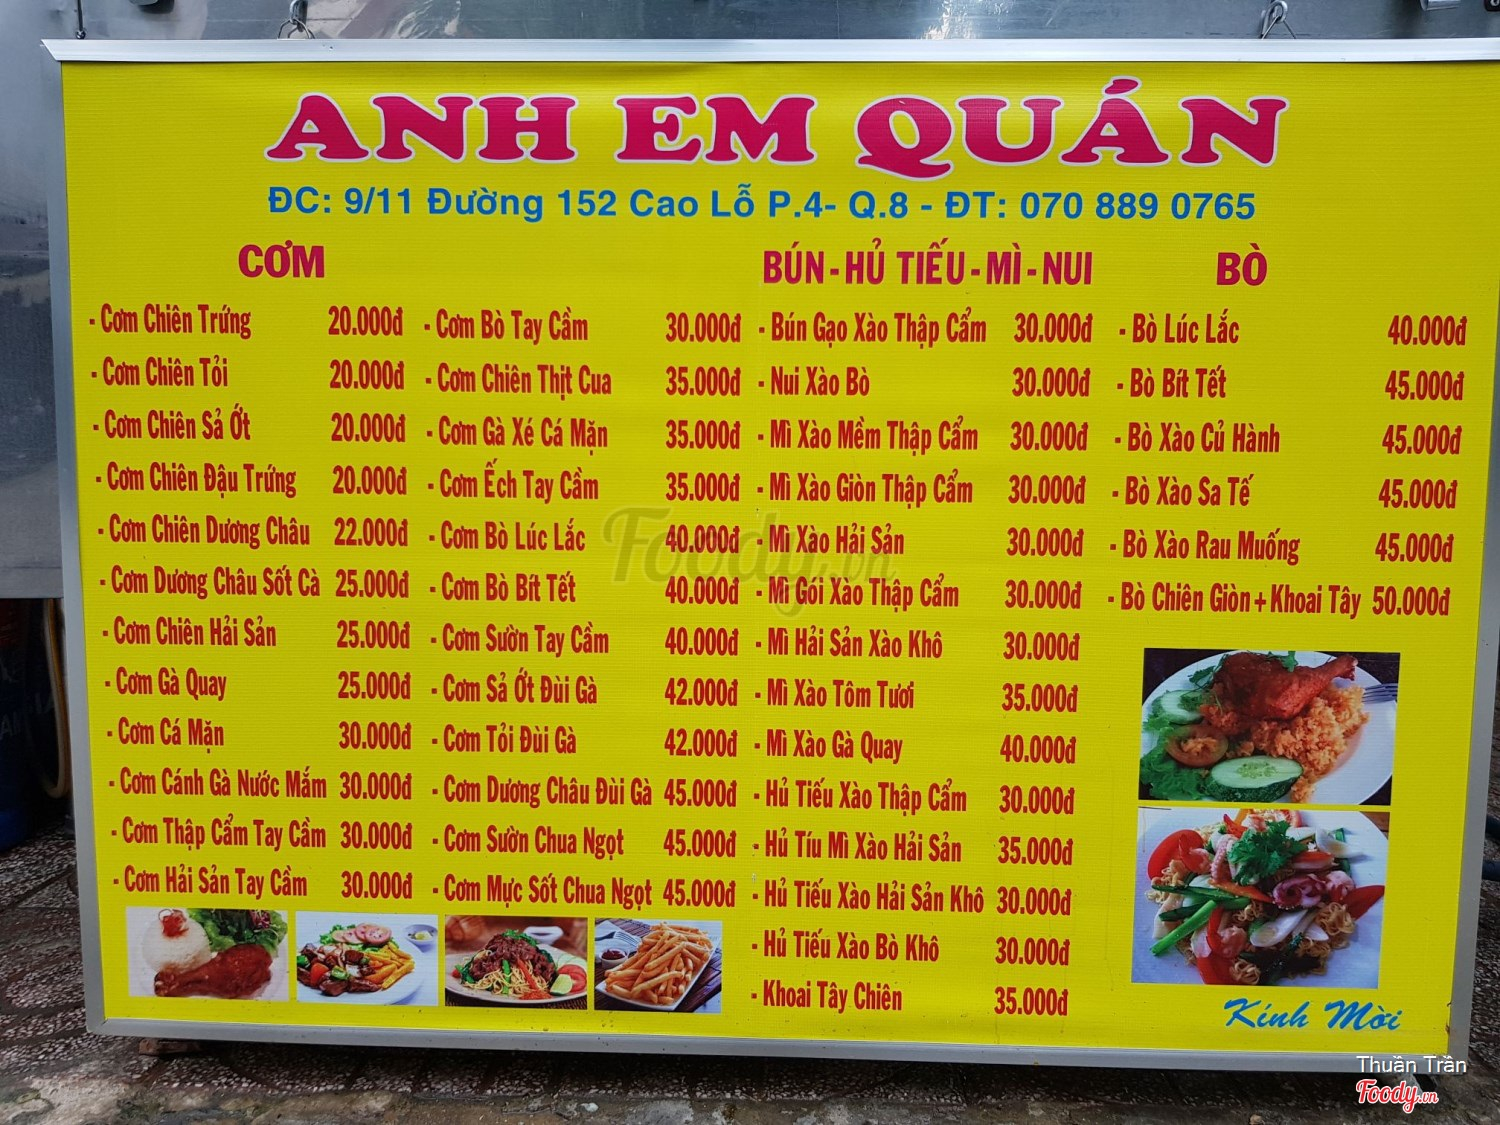 ANH EM QUÁN
ĐC: 9/11 Đường 152 Cao Lỗ P.4- Q.8 - ĐT: 070 889 0765
CƠM
- Cơm Chiên Trứng 20.000đ
- Cơm Chiên Tỏi 20.000đ
- Cơm Chiên Sả Ớt 20.000đ
- Cơm Chiên Đậu Trứng 20.000đ
- Cơm Chiên Dương Châu 22.000đ
- Cơm Dương Châu Sốt Cà 25.000đ
- Cơm Chiên Hải Sản 25.000đ
- Cơm Gà Quay 25.000đ
- Cơm Cá Mặn 30.000đ
- Cơm Cánh Gà Nước Mắm 30.000đ
- Cơm Thập Cẩm Tay Cầm 30.000đ
- Cơm Hải Sản Tay Cầm 30.000đ
- Cơm Bò Tay Cầm 30.000đ
- Cơm Chiên Thịt Cua 35.000đ
- Cơm Gà Xé Cá Mặn 35.000đ
- Cơm Ếch Tay Cầm 35.000đ
- Cơm Bò Lúc Lắc 40.000đ
- Cơm Bò Bít Tết 40.000đ
- Cơm Sườn Tay Cầm 40.000đ
- Cơm Sả Ớt Đùi Gà 42.000đ
- Cơm Tỏi Đùi Gà 42.000đ
- Cơm Dương Châu Đùi Gà 45.000đ
- Cơm Sườn Chua Ngọt 45.000đ
- Cơm Mực Sốt Chua Ngọt 45.000đ
BÚN - HỦ TIẾU - MÌ - NUI
- Bún Gạo Xào Thập Cẩm 30.000đ
- Nui Xào Bò 30.000đ
- Mì Xào Mềm Thập Cẩm 30.000đ
- Mì Xào Giòn Thập Cẩm 30.000đ
- Mì Xào Hải Sản 30.000đ
- Mì Gói Xào Thập Cẩm 30.000đ
- Mì Hải Sản Xào Khô 30.000đ
- Mì Xào Tôm Tươi 35.000đ
- Mì Xào Gà Quay 40.000đ
- Hủ Tiếu Xào Thập Cẩm 30.000đ
- Hủ Tíu Mì Xào Hải Sản 35.000đ
- Hủ Tiếu Xào Hải Sản Khô 30.000đ
- Hủ Tiếu Xào Bò Khô 30.000đ
- Khoai Tây Chiên 35.000đ
BÒ
- Bò Lúc Lắc 40.000đ
- Bò Bít Tết 45.000đ
- Bò Xào Củ Hành 45.000đ
- Bò Xào Sa Tế 45.000đ
- Bò Xào Rau Muống 45.000đ
- Bò Chiên Giòn + Khoai Tây 50.000đ
Kính Mời
Foody.vn
Thuần Trần
Foody.vn